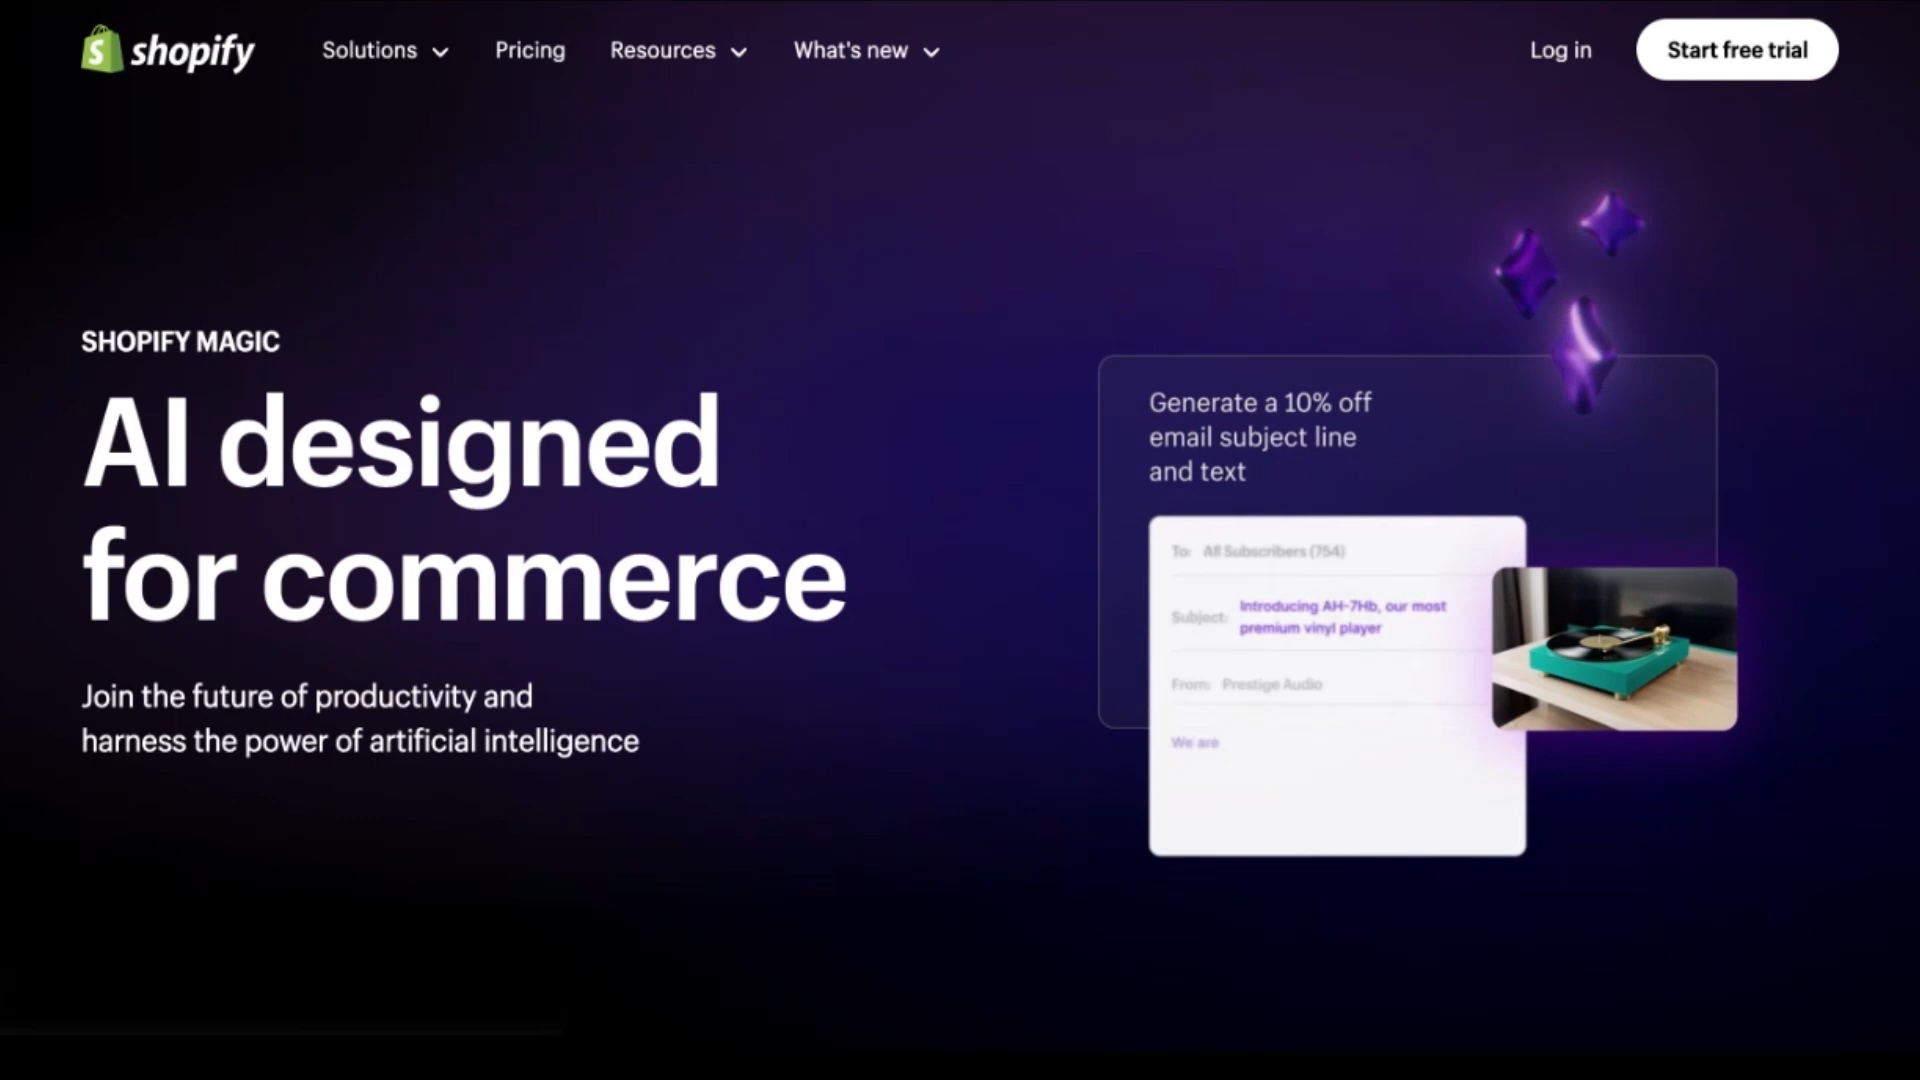 shopify
Solutions
Pricing
Resources
What's new
Log in
Start free trial
SHOPIFY MAGIC
AI designed
for commerce
Join the future of productivity and
harness the power of artificial intelligence
Generate a 10% off
email subject line
and text
To: All Subscribers (754)
Subject: Introducing AH-7Hb, our most
premium vinyl player
From: Prestige Audio
We are